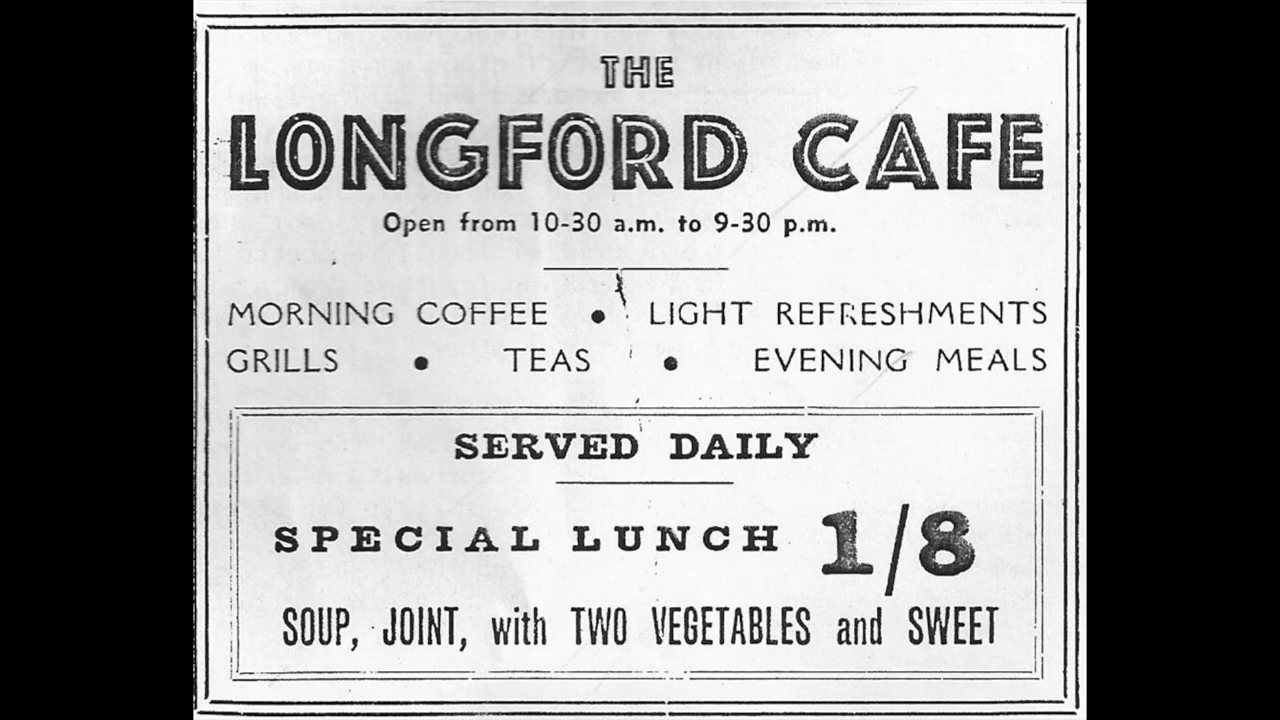 THE
LONGFORD CAFE
Open from 10-30 a.m. to 9-30 p.m.
MORNING COFFEE • LIGHT REFRESHMENTS
GRILLS • TEAS • EVENING MEALS
SERVED DAILY
SPECIAL LUNCH 1/8
SOUP, JOINT, with TWO VEGETABLES and SWEET